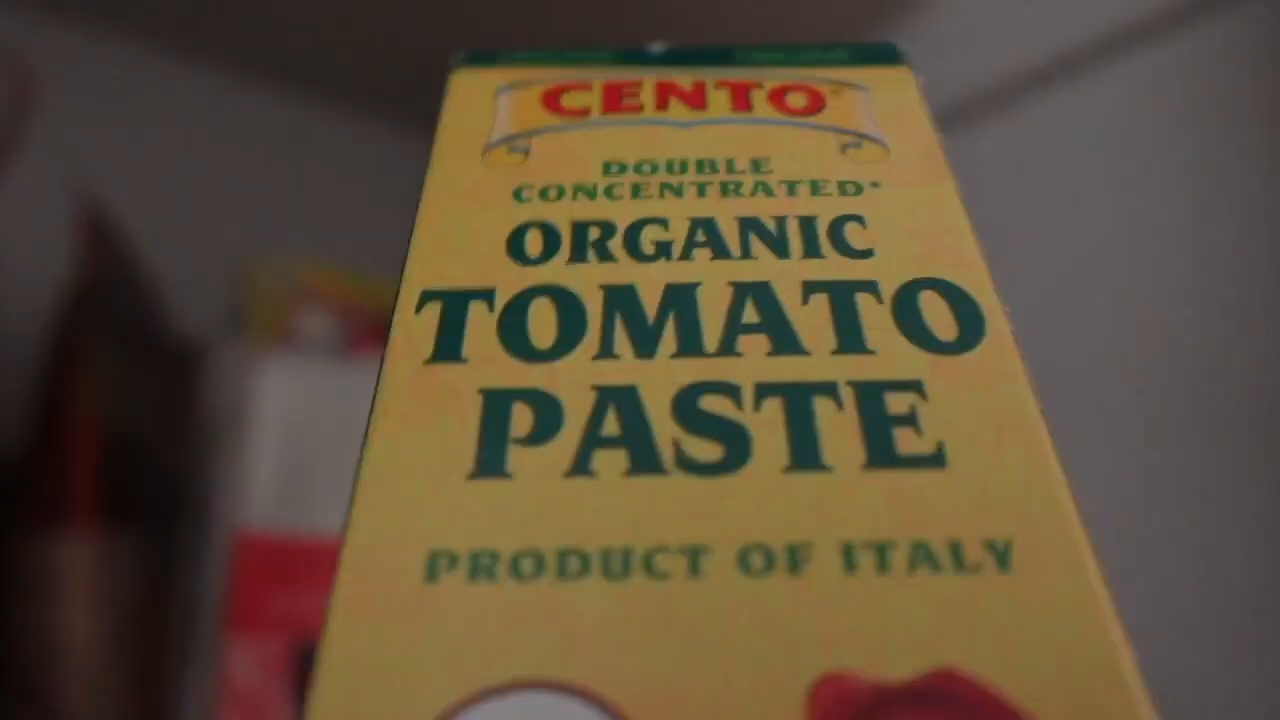 CENTO
DOUBLE
CONCENTRATED*
ORGANIC
TOMATO
PASTE
PRODUCT OF ITALY